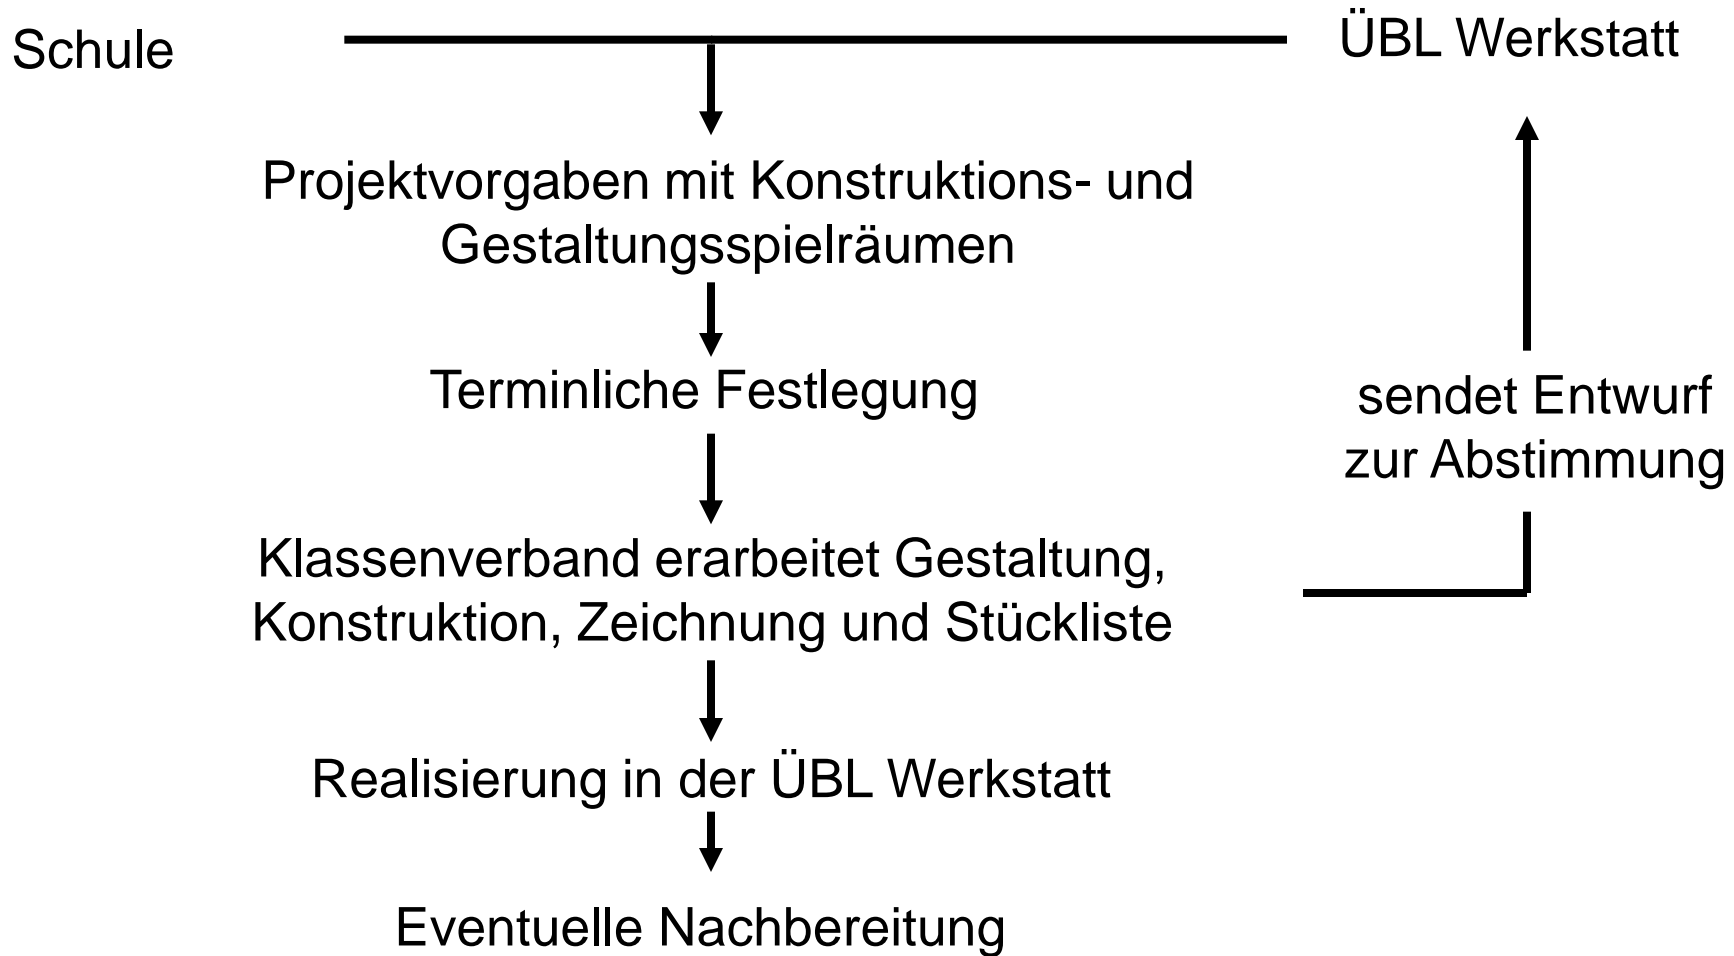 Schule
ÜBL Werkstatt
Projektvorgaben mit Konstruktions- und
Gestaltungsspielräumen
Terminliche Festlegung
sendet Entwurf
zur Abstimmung
Klassenverband erarbeitet Gestaltung,
Konstruktion, Zeichnung und Stückliste
Realisierung in der ÜBL Werkstatt
Eventuelle Nachbereitung